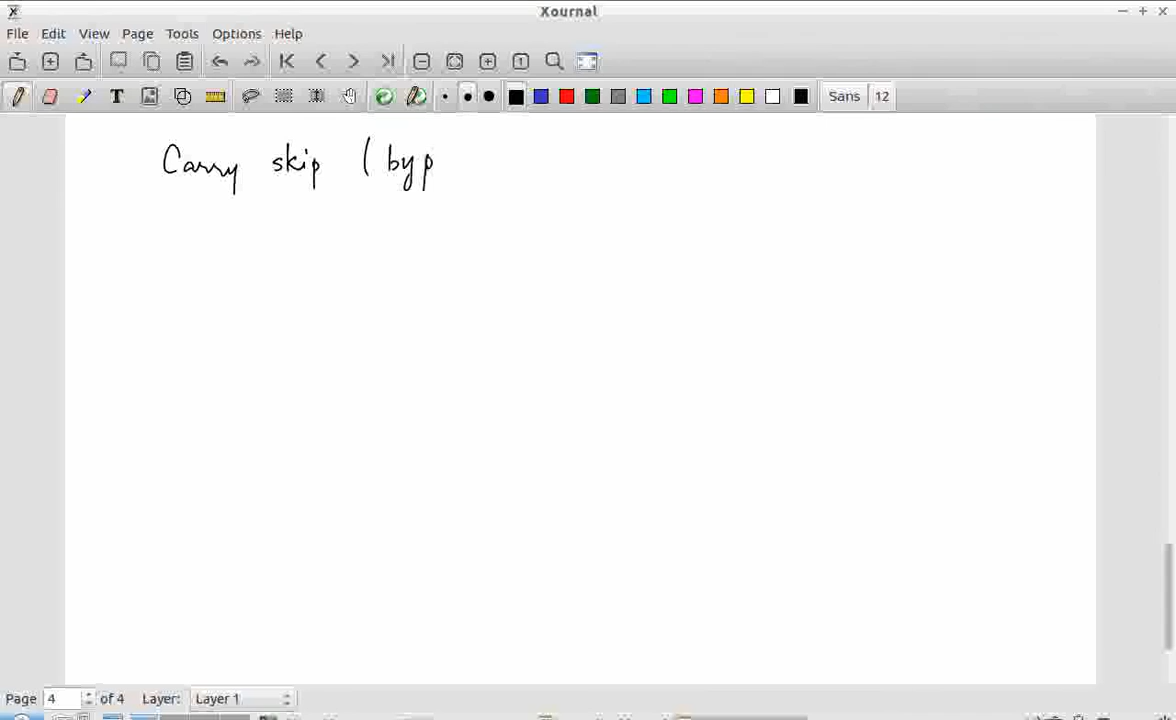 Xournal
File Edit View Page Tools Options Help
Sans 12
Carry skip ( byp
Page 4 of 4 Layer: Layer 1